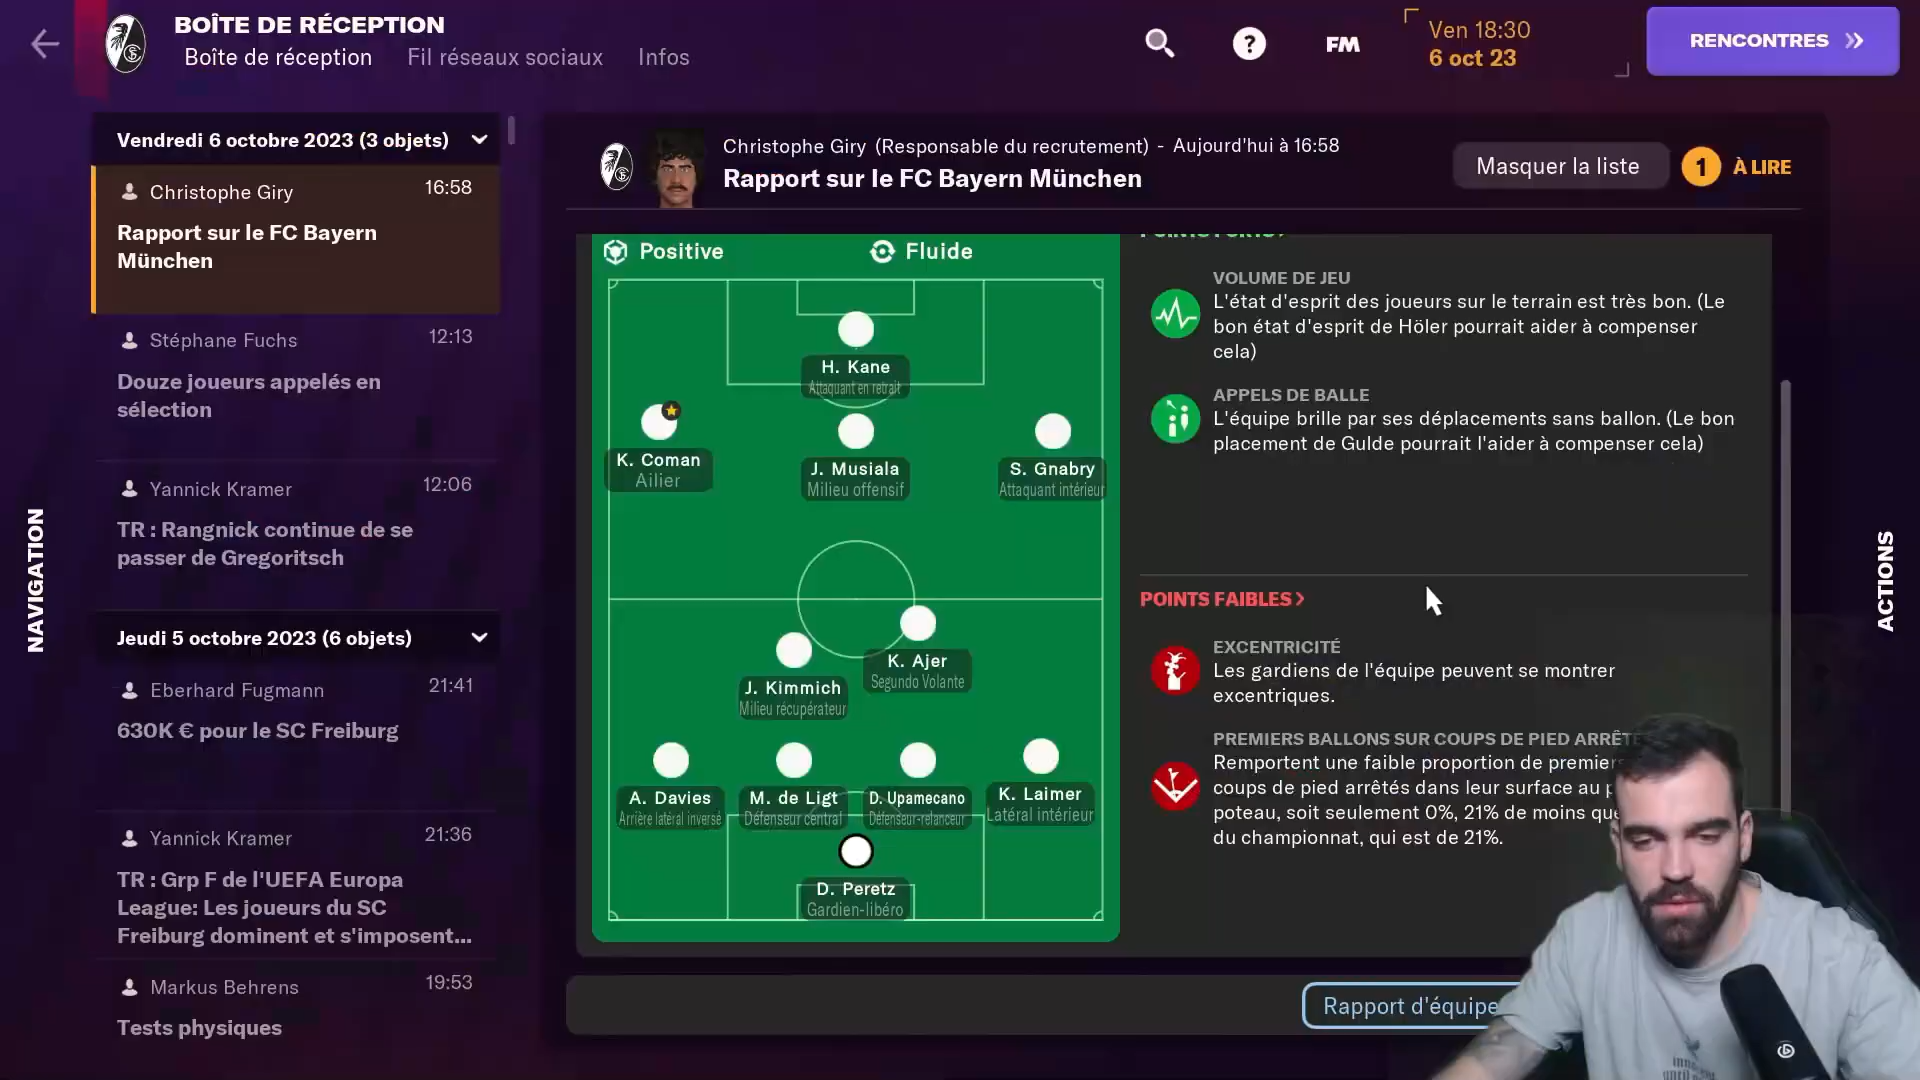 BOÎTE DE RÉCEPTION
Boîte de réception
Fil réseaux sociaux
Infos
FM
Ven 18:30
6 oct 23
RENCONTRES
NAVIGATION
Vendredi 6 octobre 2023 (3 objets)
Christophe Giry
16:58
Rapport sur le FC Bayern
München
Stéphane Fuchs
12:13
Douze joueurs appelés en
sélection
Yannick Kramer
12:06
TR : Rangnick continue de se
passer de Gregoritsch
Jeudi 5 octobre 2023 (6 objets)
Eberhard Fugmann
21:41
630K € pour le SC Freiburg
Yannick Kramer
21:36
TR : Grp F de l'UEFA Europa
League: Les joueurs du SC
Freiburg dominent et s'imposent...
Markus Behrens
19:53
Tests physiques
Christophe Giry (Responsable du recrutement) - Aujourd'hui à 16:58
Rapport sur le FC Bayern München
Masquer la liste
1
À LIRE
Positive
Fluide
H. Kane
Attaquant en retrait
K. Coman
Ailier
J. Musiala
Milieu offensif
S. Gnabry
Attaquant intérieur
K. Ajer
Segundo Volante
J. Kimmich
Milieu récupérateur
A. Davies
Arrière latéral inversé
M. de Ligt
Défenseur central
D. Upamecano
Défenseur-relanceur
K. Laimer
Latéral intérieur
D. Peretz
Gardien-libéro
VOLUME DE JEU
L'état d'esprit des joueurs sur le terrain est très bon. (Le
bon état d'esprit de Höler pourrait aider à compenser
cela)
APPELS DE BALLE
L'équipe brille par ses déplacements sans ballon. (Le bon
placement de Gulde pourrait l'aider à compenser cela)
POINTS FAIBLES
EXCENTRICITÉ
Les gardiens de l'équipe peuvent se montrer
excentriques.
PREMIERS BALLONS SUR COUPS DE PIED ARRÊTÉ
Remportent une faible proportion de premier
coups de pied arrêtés dans leur surface au p
poteau, soit seulement 0%, 21% de moins que
du championnat, qui est de 21%.
Rapport d'équipe
ACTIONS